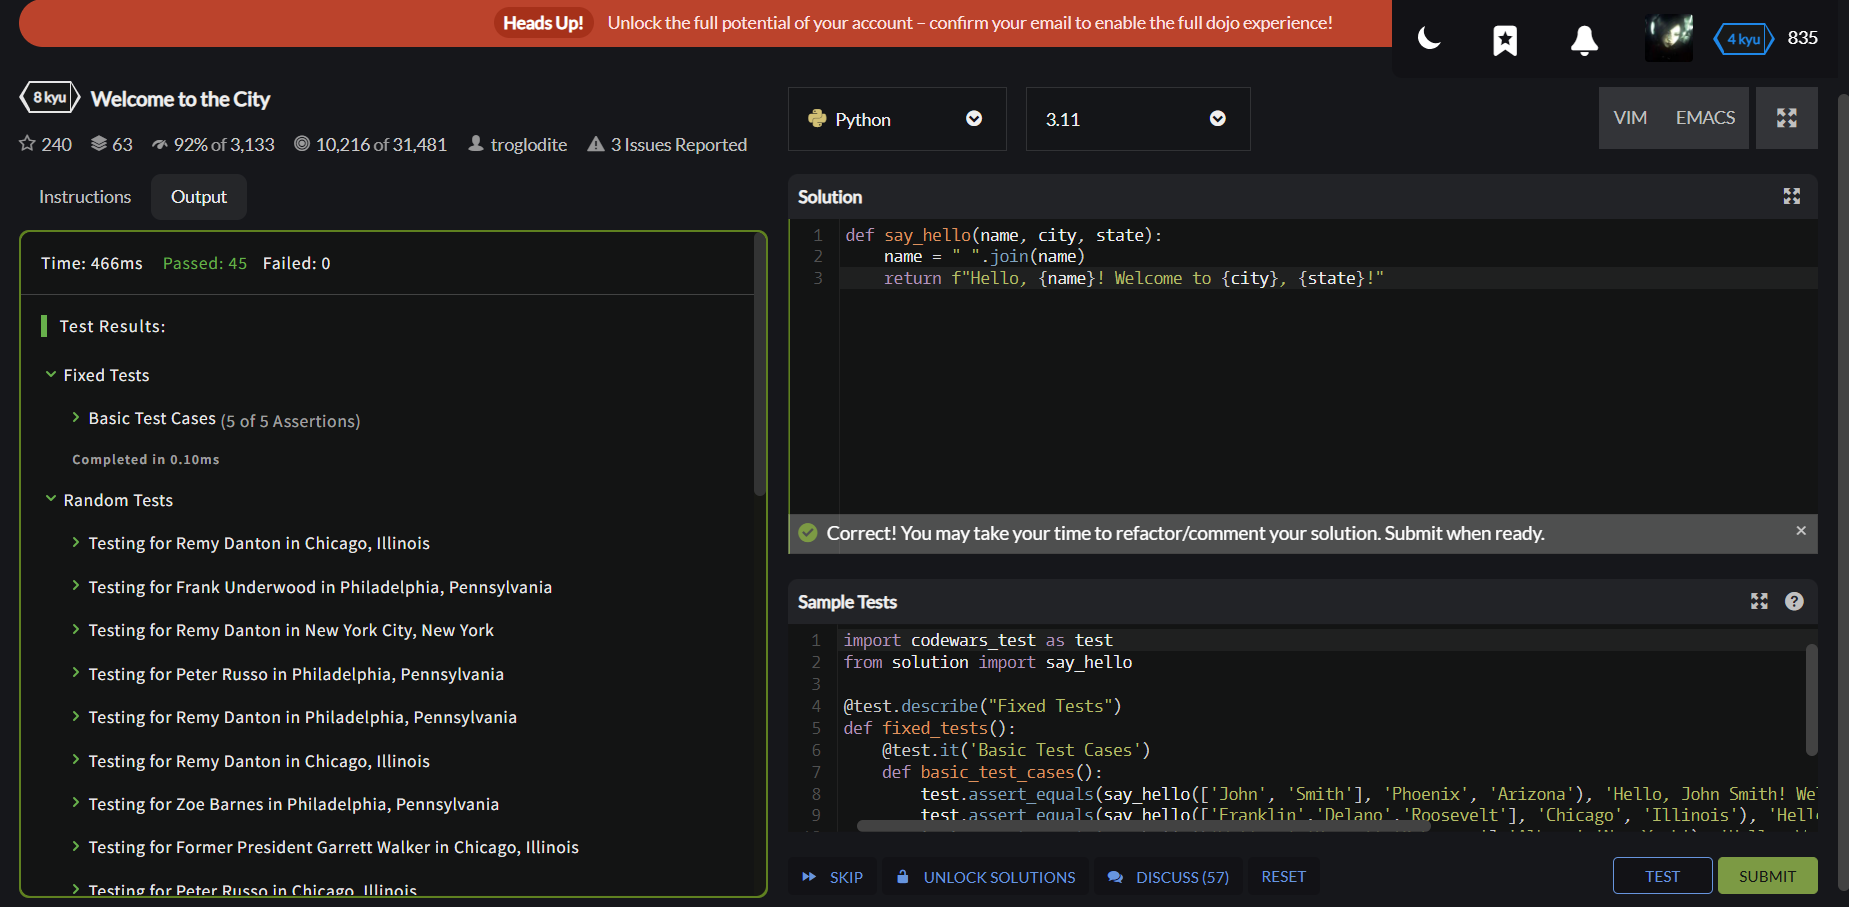 Heads Up! Unlock the full potential of your account – confirm your email to enable the full dojo experience!
4 kyu 835
8 kyu Welcome to the City
240 63 92% of 3,133 10,216 of 31,481 troglodite 3 Issues Reported
Instructions Output
Time: 466ms Passed: 45 Failed: 0
Test Results:
Fixed Tests
Basic Test Cases (5 of 5 Assertions)
Completed in 0.10ms
Random Tests
Testing for Remy Danton in Chicago, Illinois
Testing for Frank Underwood in Philadelphia, Pennsylvania
Testing for Remy Danton in New York City, New York
Testing for Peter Russo in Philadelphia, Pennsylvania
Testing for Remy Danton in Philadelphia, Pennsylvania
Testing for Remy Danton in Chicago, Illinois
Testing for Zoe Barnes in Philadelphia, Pennsylvania
Testing for Former President Garrett Walker in Chicago, Illinois
Testing for Peter Russo in Chicago, Illinois
Python 3.11 VIM EMACS
Solution
1 def say_hello(name, city, state):
2 name = " ".join(name)
3 return f"Hello, {name}! Welcome to {city}, {state}!"
Correct! You may take your time to refactor/comment your solution. Submit when ready. ×
Sample Tests ?
1 import codewars_test as test
2 from solution import say_hello
3
4 @test.describe("Fixed Tests")
5 def fixed_tests():
6 @test.it('Basic Test Cases')
7 def basic_test_cases():
8 test.assert_equals(say_hello(['John', 'Smith'], 'Phoenix', 'Arizona'), 'Hello, John Smith! We
9 test.assert_equals(say_hello(['Franklin','Delano','Roosevelt'], 'Chicago', 'Illinois'), 'Hell
SKIP UNLOCK SOLUTIONS DISCUSS (57) RESET TEST SUBMIT